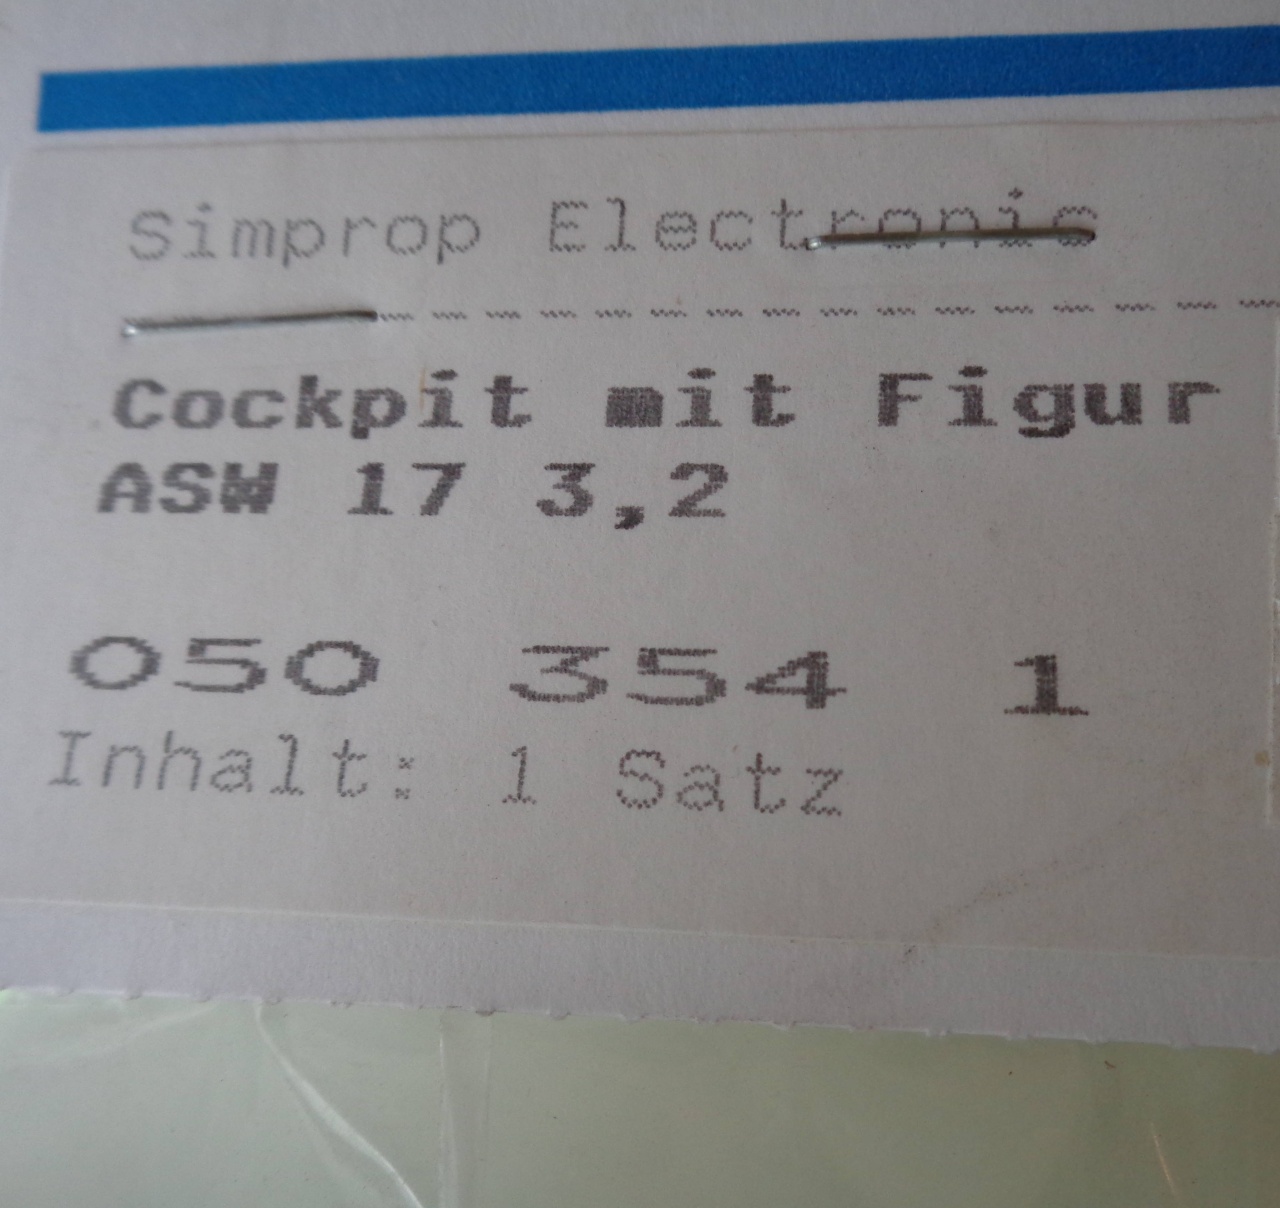 Simprop Electronic
Cockpit mit Figur
ASW 17 3,2
050 354 1
Inhalt: 1 Satz